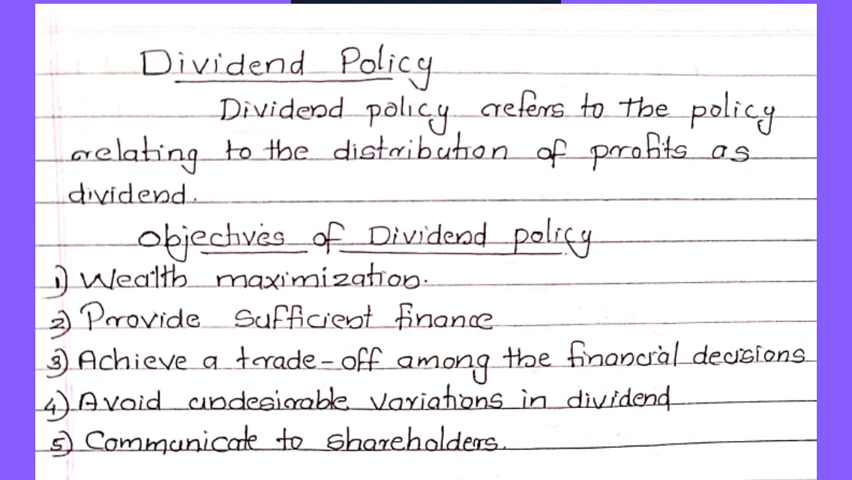 Dividend Policy
Dividend policy refers to the policy
relating to the distribution of profits as
dividend.
Objectives of Dividend policy
1) Wealth maximization.
2) Provide sufficient finance
3) Achieve a trade-off among the financial decisions
4) Avoid undesirable variations in dividend
5) Communicate to shareholders.